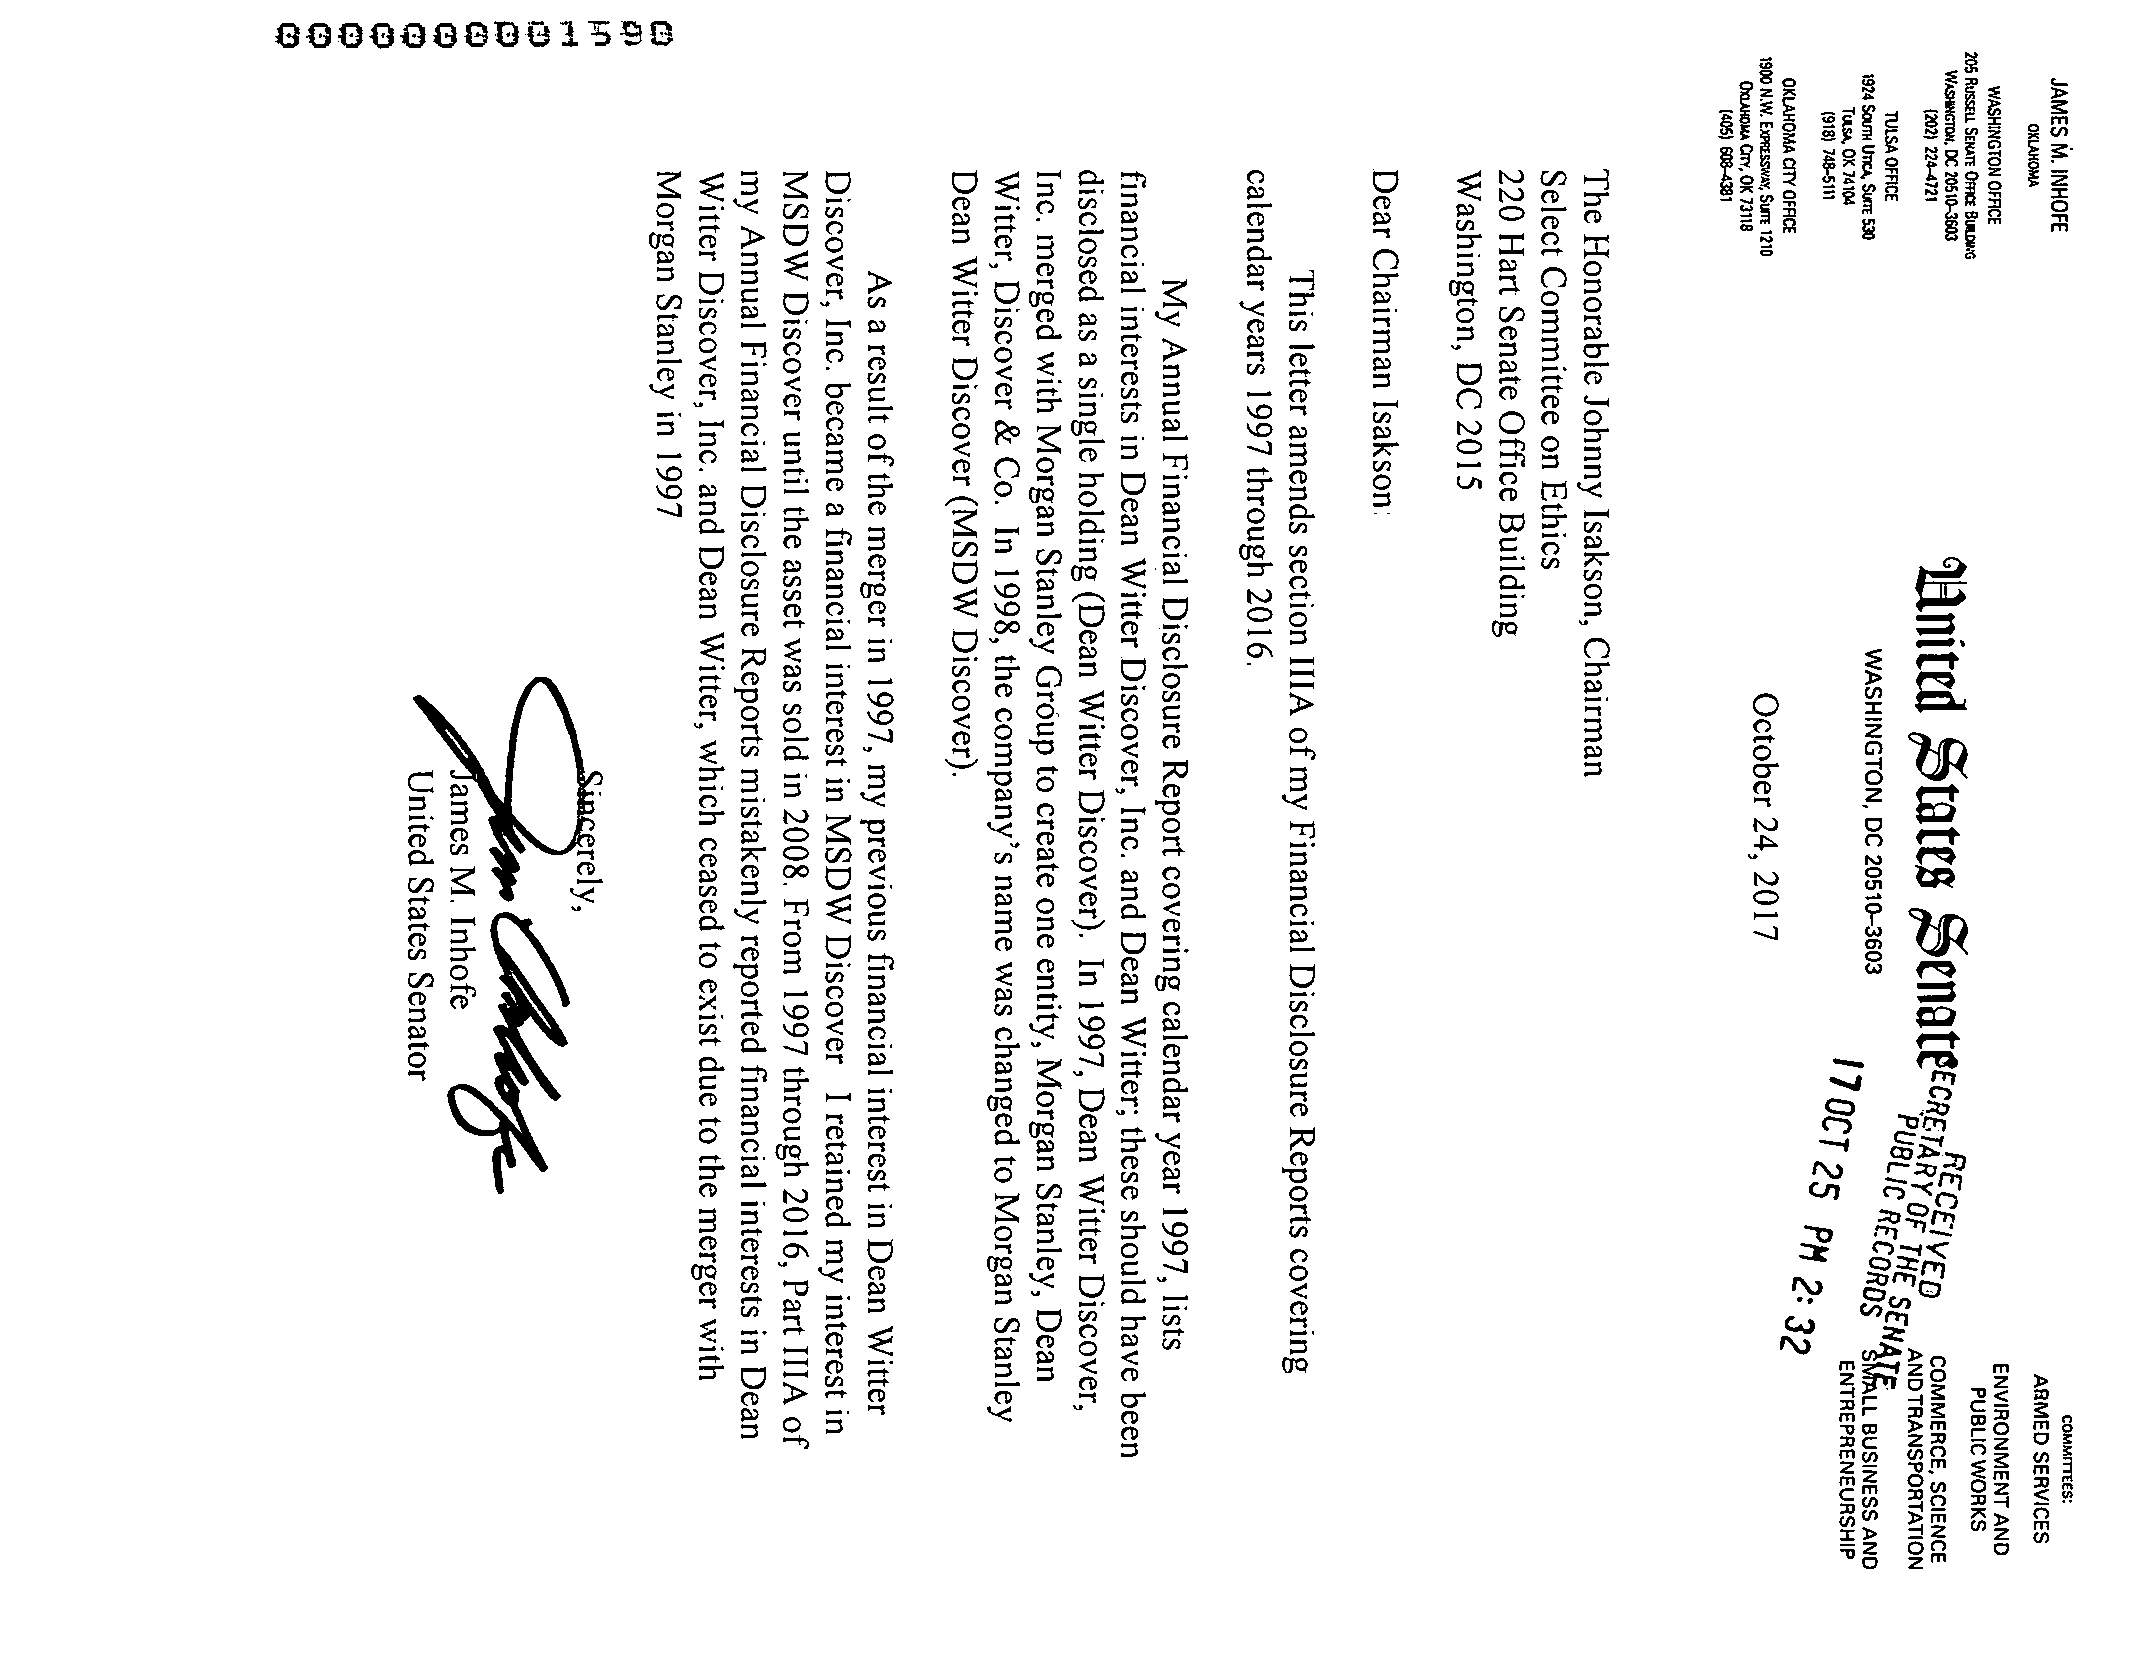 JAMES M. INHOFE
OKLAHOMA
WASHINGTON OFFICE
205 RUSSELL SENATE OFFICE BUILDING
WASHINGTON, DC 20510–3603
(202) 224–4721
TULSA OFFICE
1924 SOUTH UTICA, SUITE 530
TULSA, OK 74104
(918) 748–5111
OKLAHOMA CITY OFFICE
1900 N.W. EXPRESSWAY, SUITE 1210
OKLAHOMA CITY, OK 73118
(405) 608–4381
United States Senate
WASHINGTON, DC 20510–3603
RECEIVED
SECRETARY OF THE SENATE
PUBLIC RECORDS
17 OCT 25 PM 2:32
COMMITTEES:
ARMED SERVICES
ENVIRONMENT AND
PUBLIC WORKS
COMMERCE, SCIENCE
AND TRANSPORTATION
SMALL BUSINESS AND
ENTREPRENEURSHIP
October 24, 2017
The Honorable Johnny Isakson, Chairman
Select Committee on Ethics
220 Hart Senate Office Building
Washington, DC 2015
Dear Chairman Isakson:
This letter amends section IIIA of my Financial Disclosure Reports covering
calendar years 1997 through 2016.
My Annual Financial Disclosure Report covering calendar year 1997, lists
financial interests in Dean Witter Discover, Inc. and Dean Witter; these should have been
disclosed as a single holding (Dean Witter Discover). In 1997, Dean Witter Discover,
Inc. merged with Morgan Stanley Group to create one entity, Morgan Stanley, Dean
Witter, Discover & Co. In 1998, the company's name was changed to Morgan Stanley
Dean Witter Discover (MSDW Discover).
As a result of the merger in 1997, my previous financial interest in Dean Witter
Discover, Inc. became a financial interest in MSDW Discover I retained my interest in
MSDW Discover until the asset was sold in 2008. From 1997 through 2016, Part IIIA of
my Annual Financial Disclosure Reports mistakenly reported financial interests in Dean
Witter Discover, Inc. and Dean Witter, which ceased to exist due to the merger with
Morgan Stanley in 1997
Sincerely,
James M. Inhofe
United States Senator
0000000001590